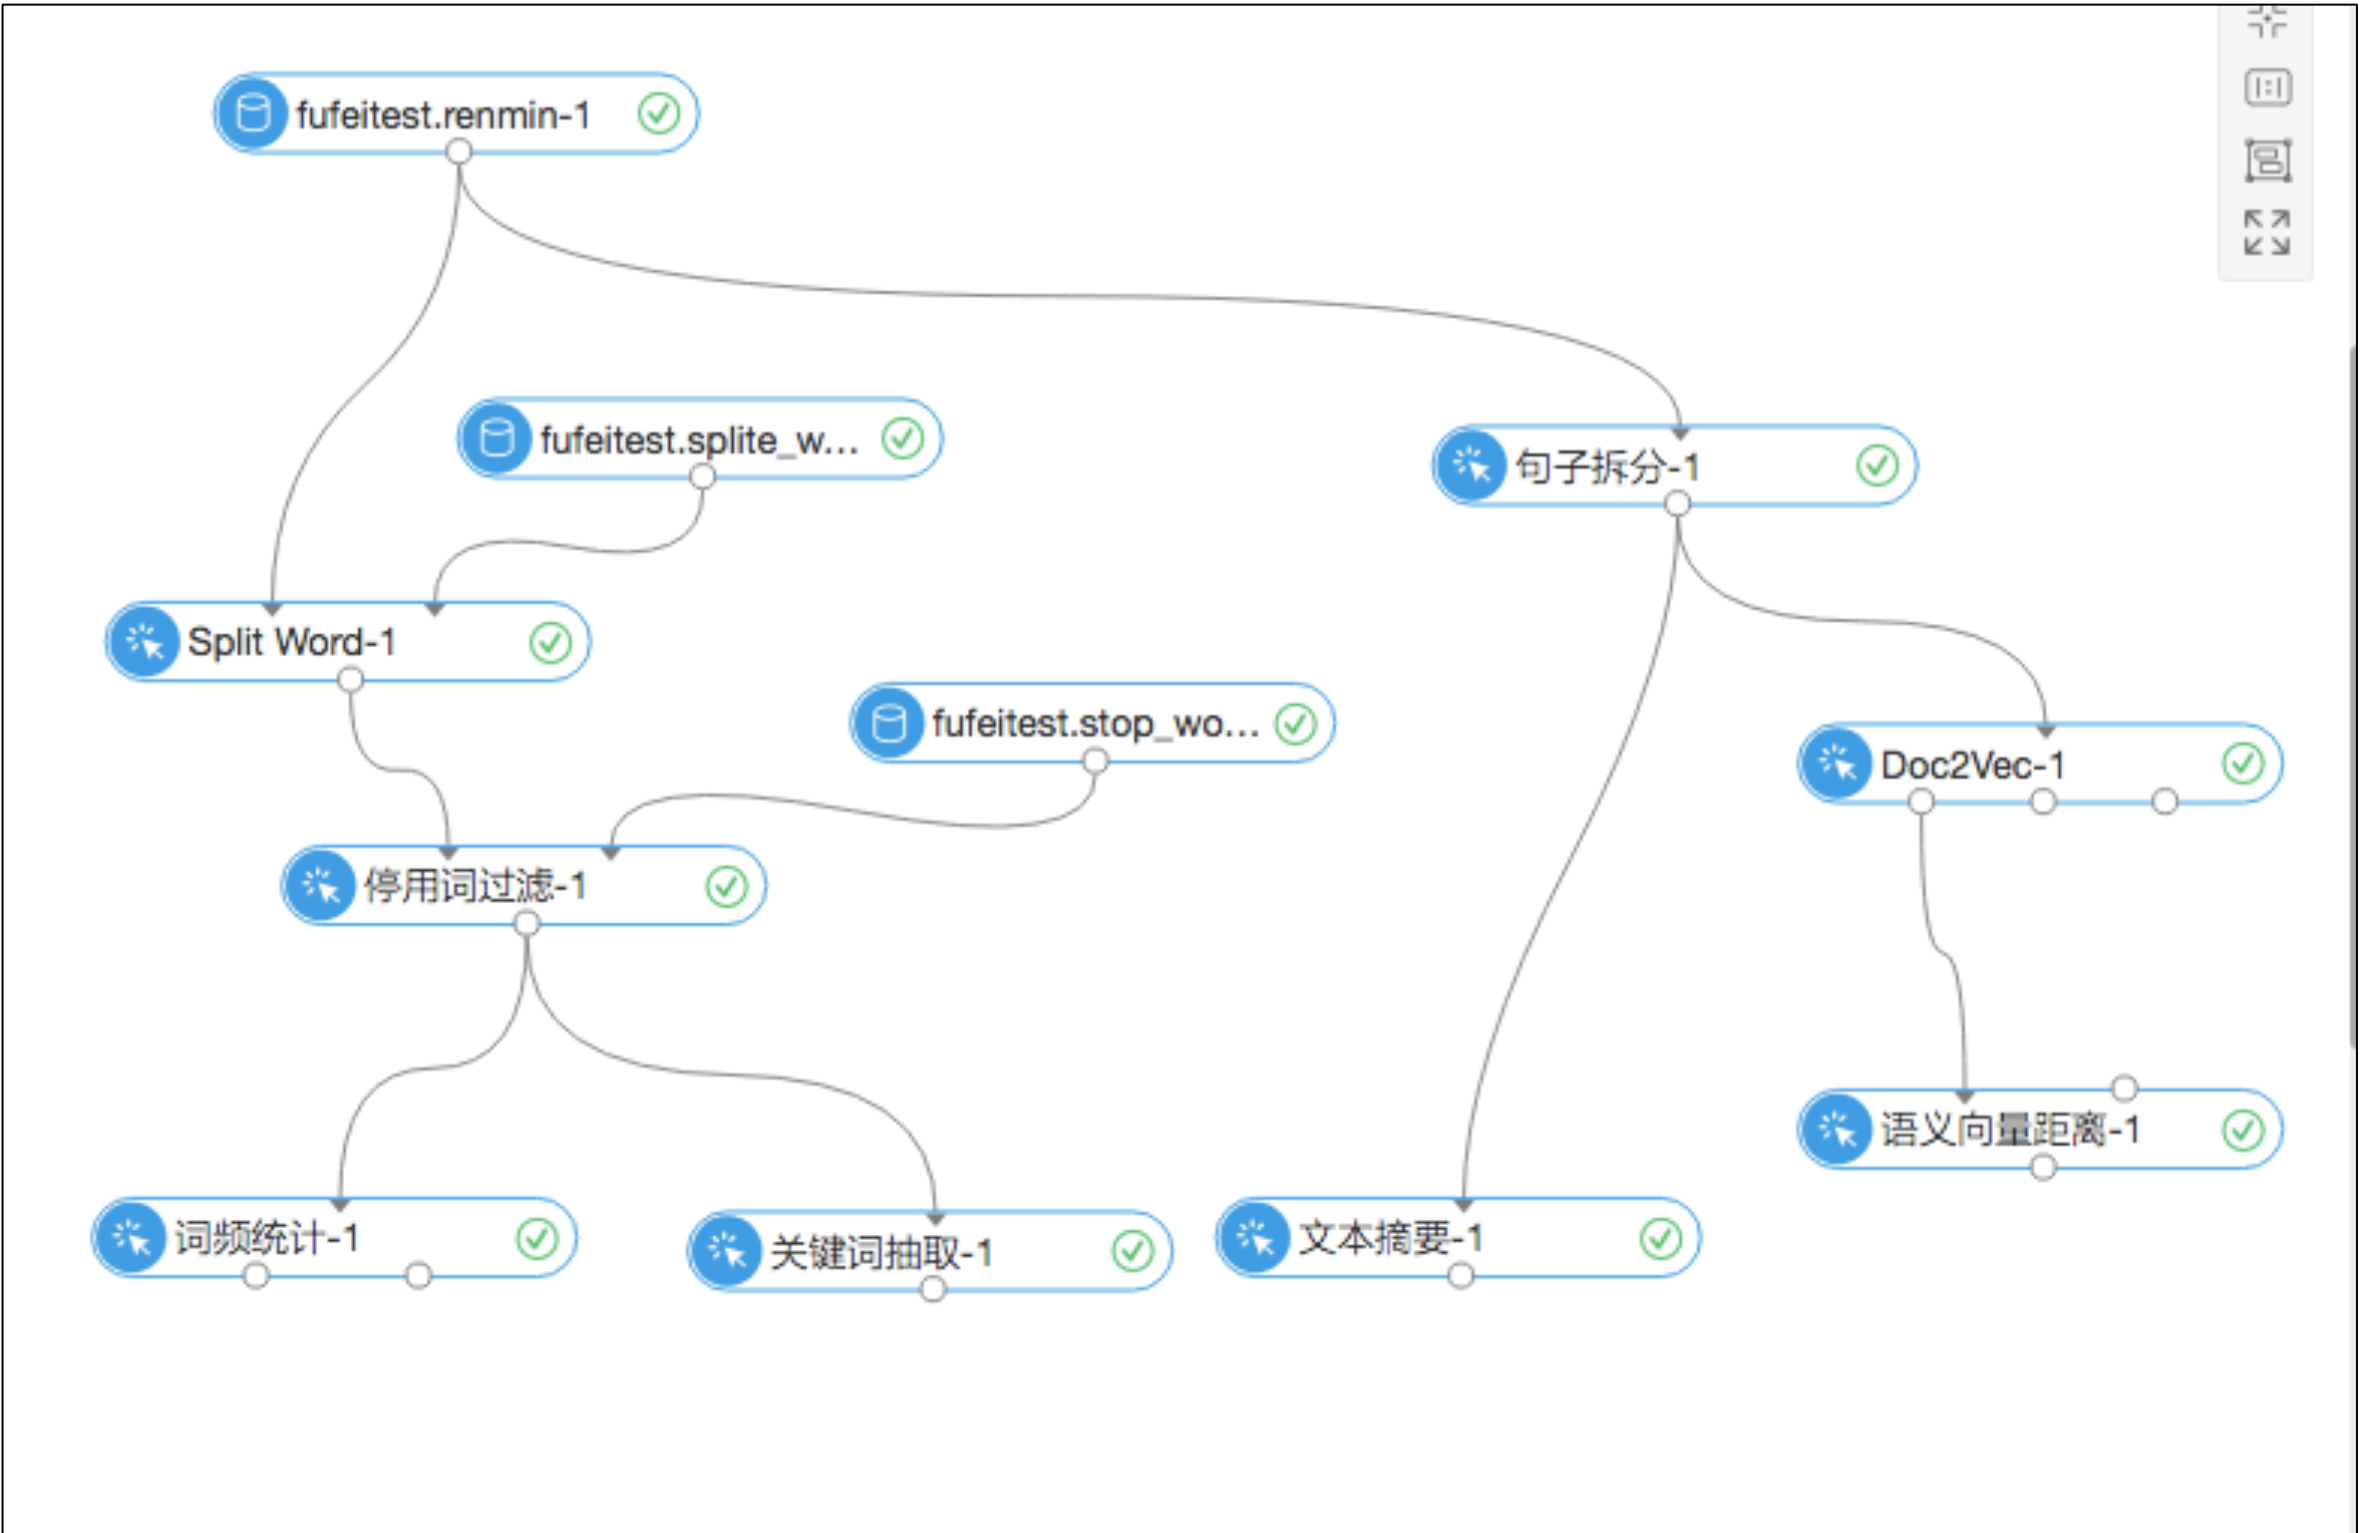 fufeitest.renmin-1
fufeitest.splite_w...
句子拆分-1
Split Word-1
fufeitest.stop_wo...
Doc2Vec-1
停用词过滤-1
语义向量距离-1
词频统计-1
关键词抽取-1
文本摘要-1